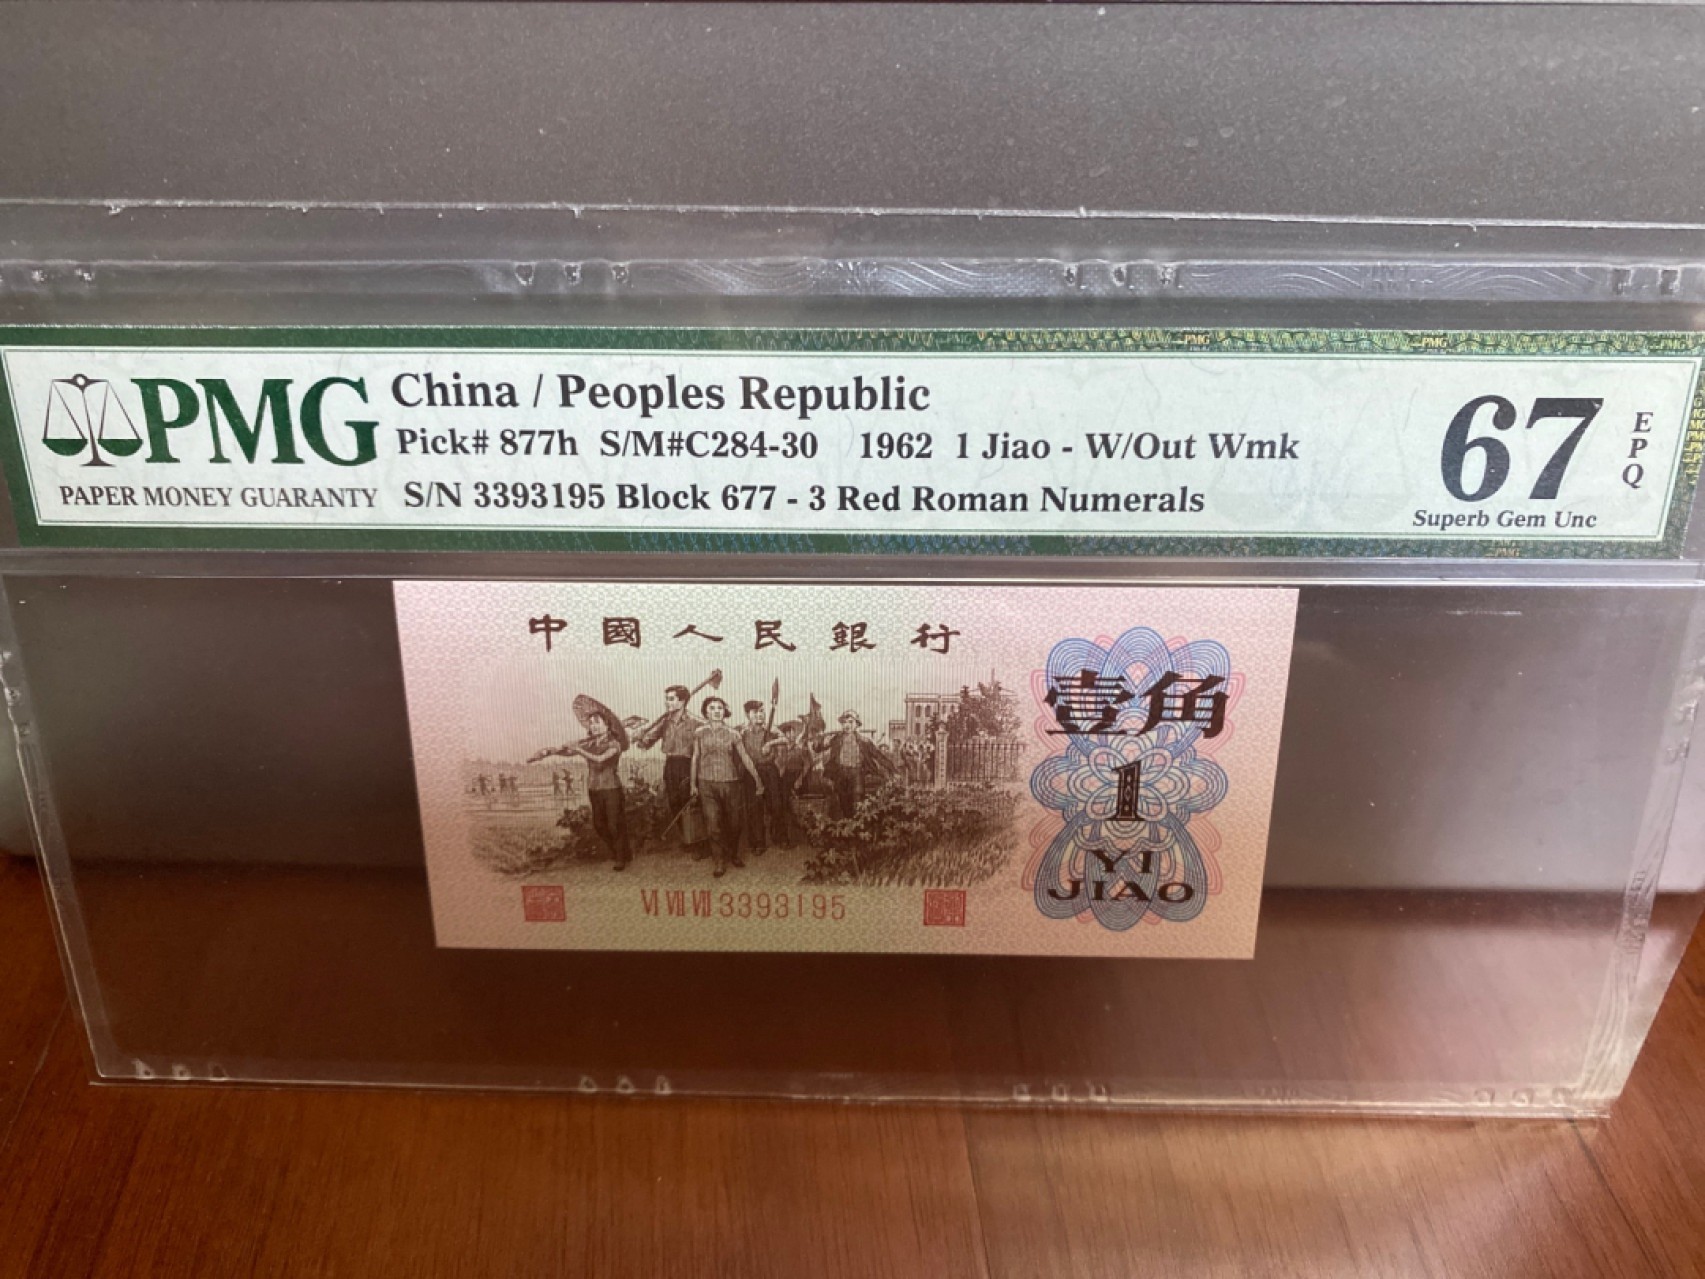 PMG
PAPER MONEY GUARANTY
China / Peoples Republic
Pick# 877h S/M#C284-30 1962 1 Jiao - W/Out Wmk
S/N 3393195 Block 677 - 3 Red Roman Numerals
67
EPQ
Superb Gem Unc
中國人民銀行
壹角
1
YI
JIAO
VI VII VII 3393195